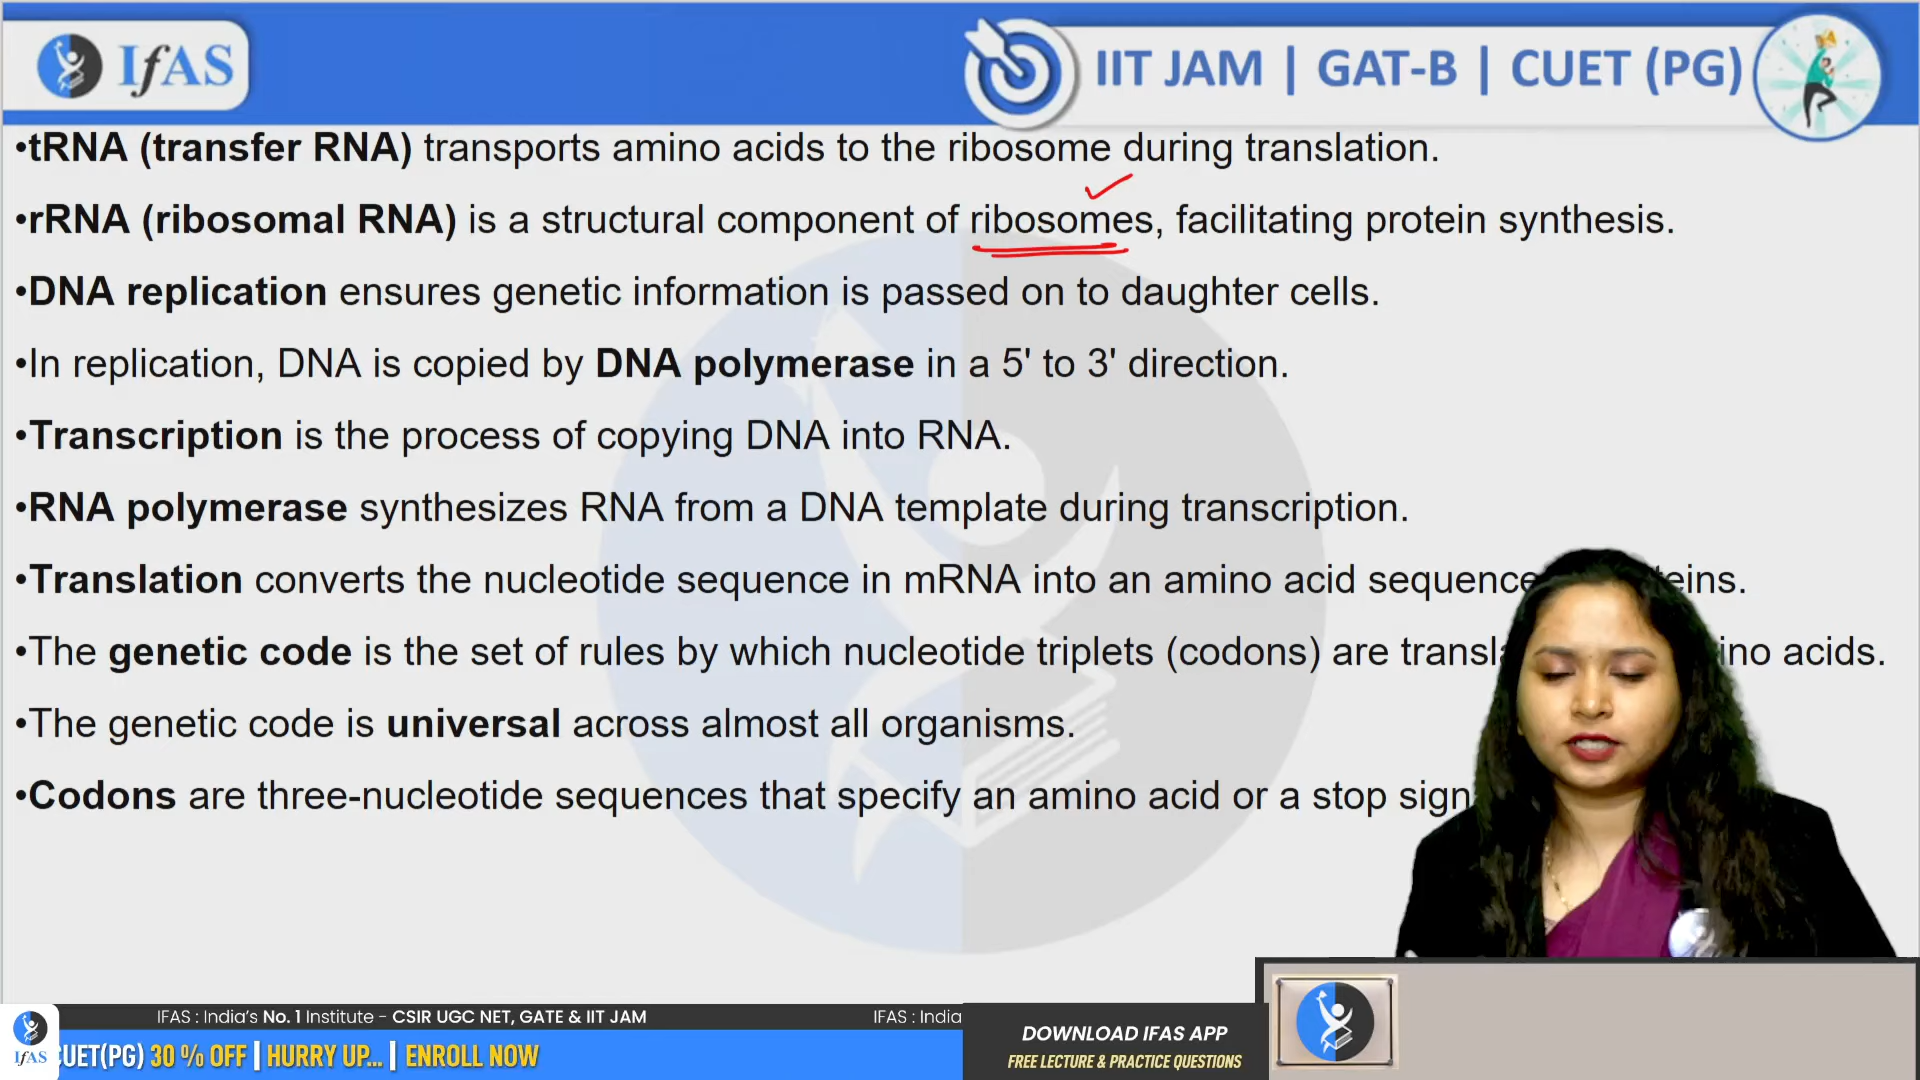 IfAS
IIT JAM | GAT-B | CUET (PG)
•tRNA (transfer RNA) transports amino acids to the ribosome during translation.
•rRNA (ribosomal RNA) is a structural component of ribosomes, facilitating protein synthesis.
•DNA replication ensures genetic information is passed on to daughter cells.
•In replication, DNA is copied by DNA polymerase in a 5' to 3' direction.
•Transcription is the process of copying DNA into RNA.
•RNA polymerase synthesizes RNA from a DNA template during transcription.
•Translation converts the nucleotide sequence in mRNA into an amino acid sequence
•The genetic code is the set of rules by which nucleotide triplets (codons) are acids.
•The genetic code is universal across almost all organisms.
•Codons are three-nucleotide sequences that specify an amino acid or a stop
IFAS : India's No. 1 Institute - CSIR UGC NET, GATE & IIT JAM
IFAS : India
DOWNLOAD IFAS APP
FREE LECTURE & PRACTICE QUESTIONS
IfAS
CUET(PG) 30 % OFF | HURRY UP... | ENROLL NOW